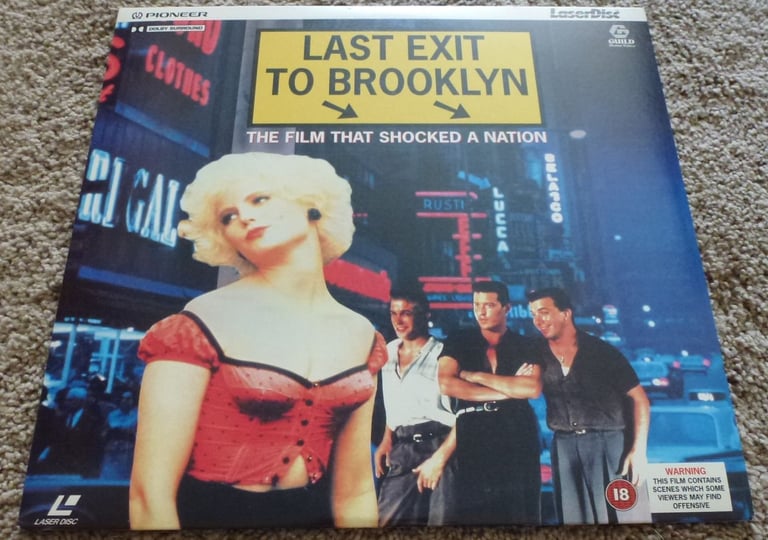 PIONEER
LaserDisc
DOLBY SURROUND
GUILD
LAST EXIT
TO BROOKLYN
THE FILM THAT SHOCKED A NATION
CLOTHES
GAL
RUSTI
LUCCA
BELASCO
WARNING
THIS FILM CONTAINS
SCENES WHICH SOME
VIEWERS MAY FIND
OFFENSIVE
18
LASER DISC